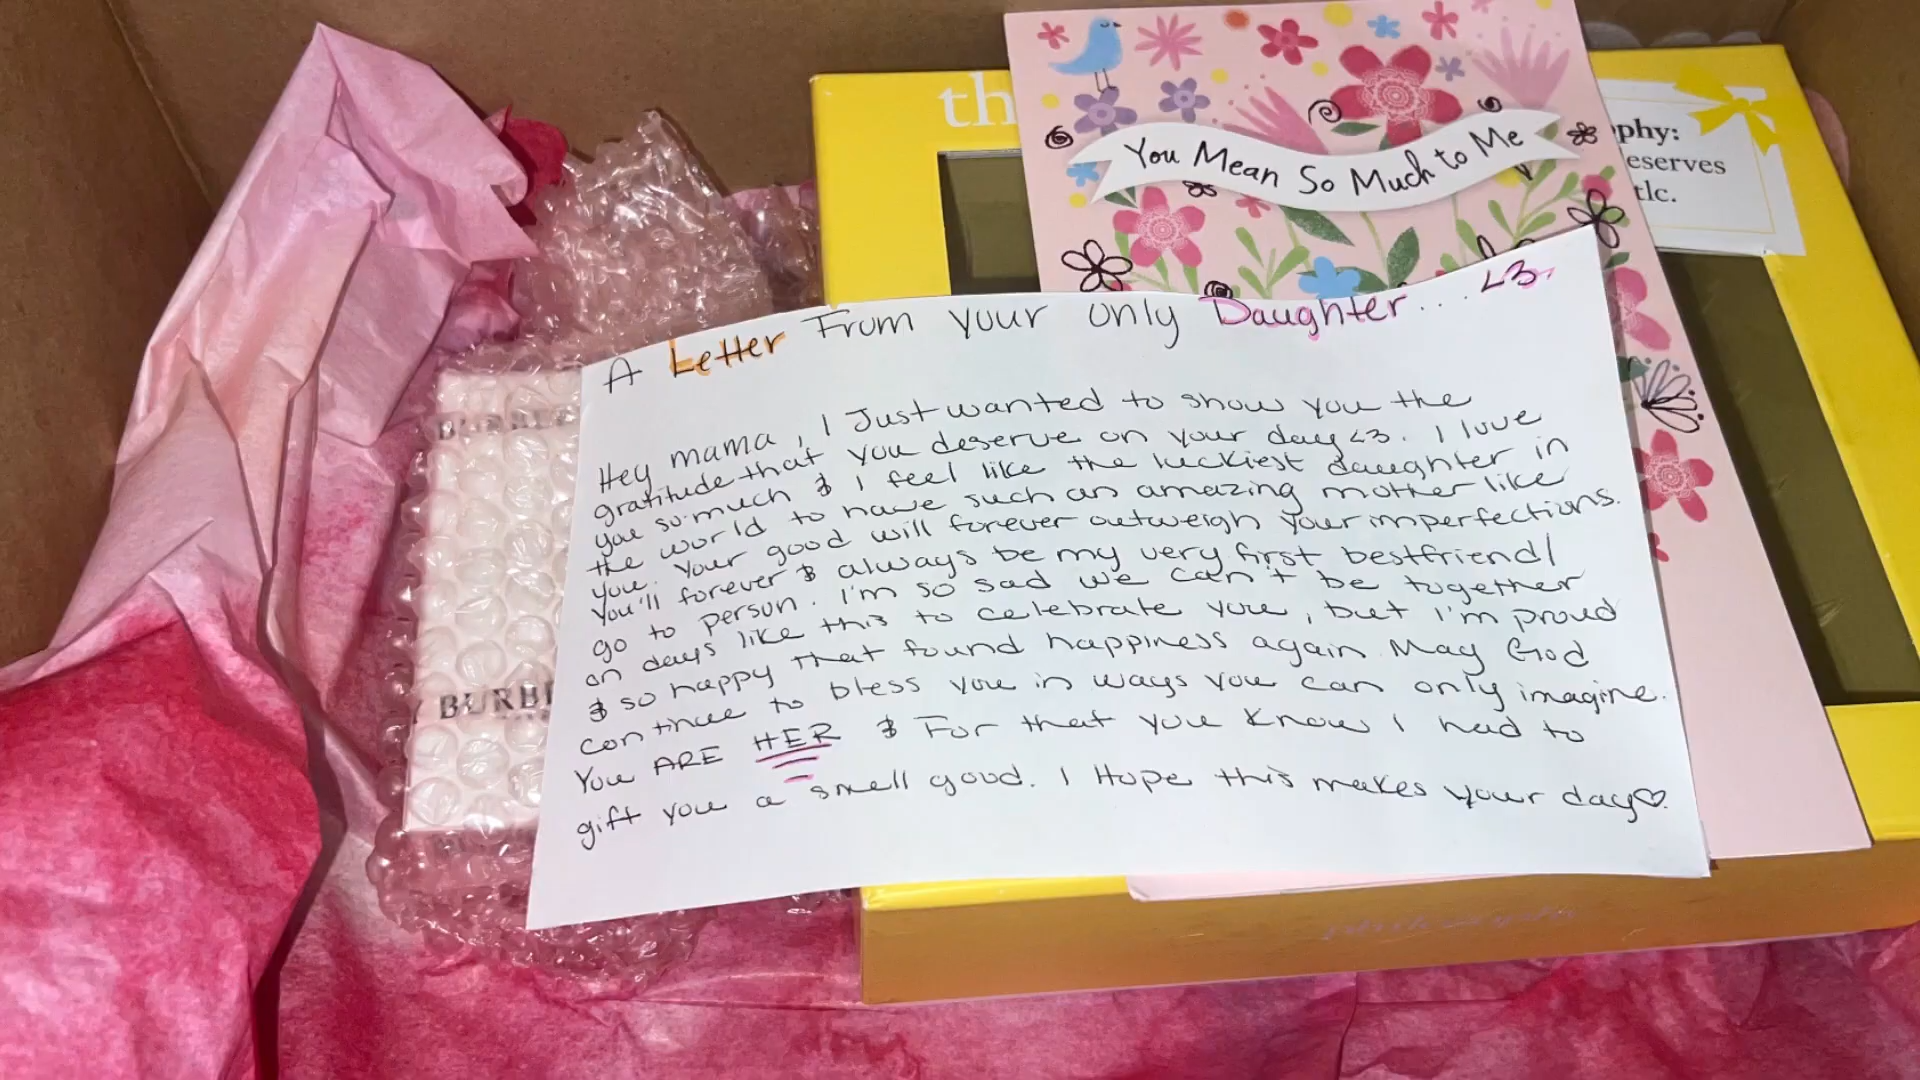 th
phy:
eserves
tlc.
You Mean So Much to Me
A Letter From your only Daughter... <3
Hey mama, I Just wanted to show you the
gratitude that you deserve on your day <3. I love
you so much & I feel like the luckiest daughter in
the world to have such an amazing mother like
you. Your good will forever outweigh your imperfections.
You'll forever & always be my very first bestfriend/
go to person. I'm so sad we can't be together
on days like this to celebrate you, but I'm proud
& so happy that found happiness again. May God
continue to bless you in ways you can only imagine.
You ARE HER & For that you know I had to
gift you a smell good. I Hope this makes your day♡.
BURBE
Y BURBE